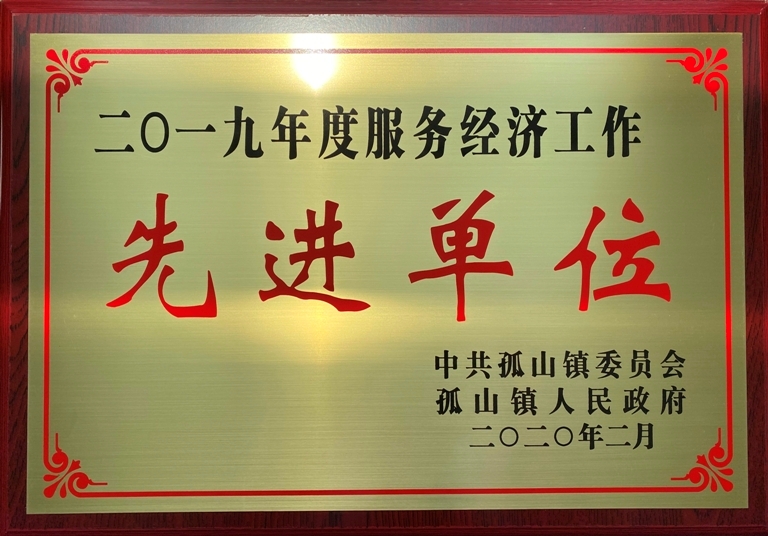 二〇一九年度服务经济工作
先进单位
中共孤山镇委员会
孤山镇人民政府
二〇二〇年二月